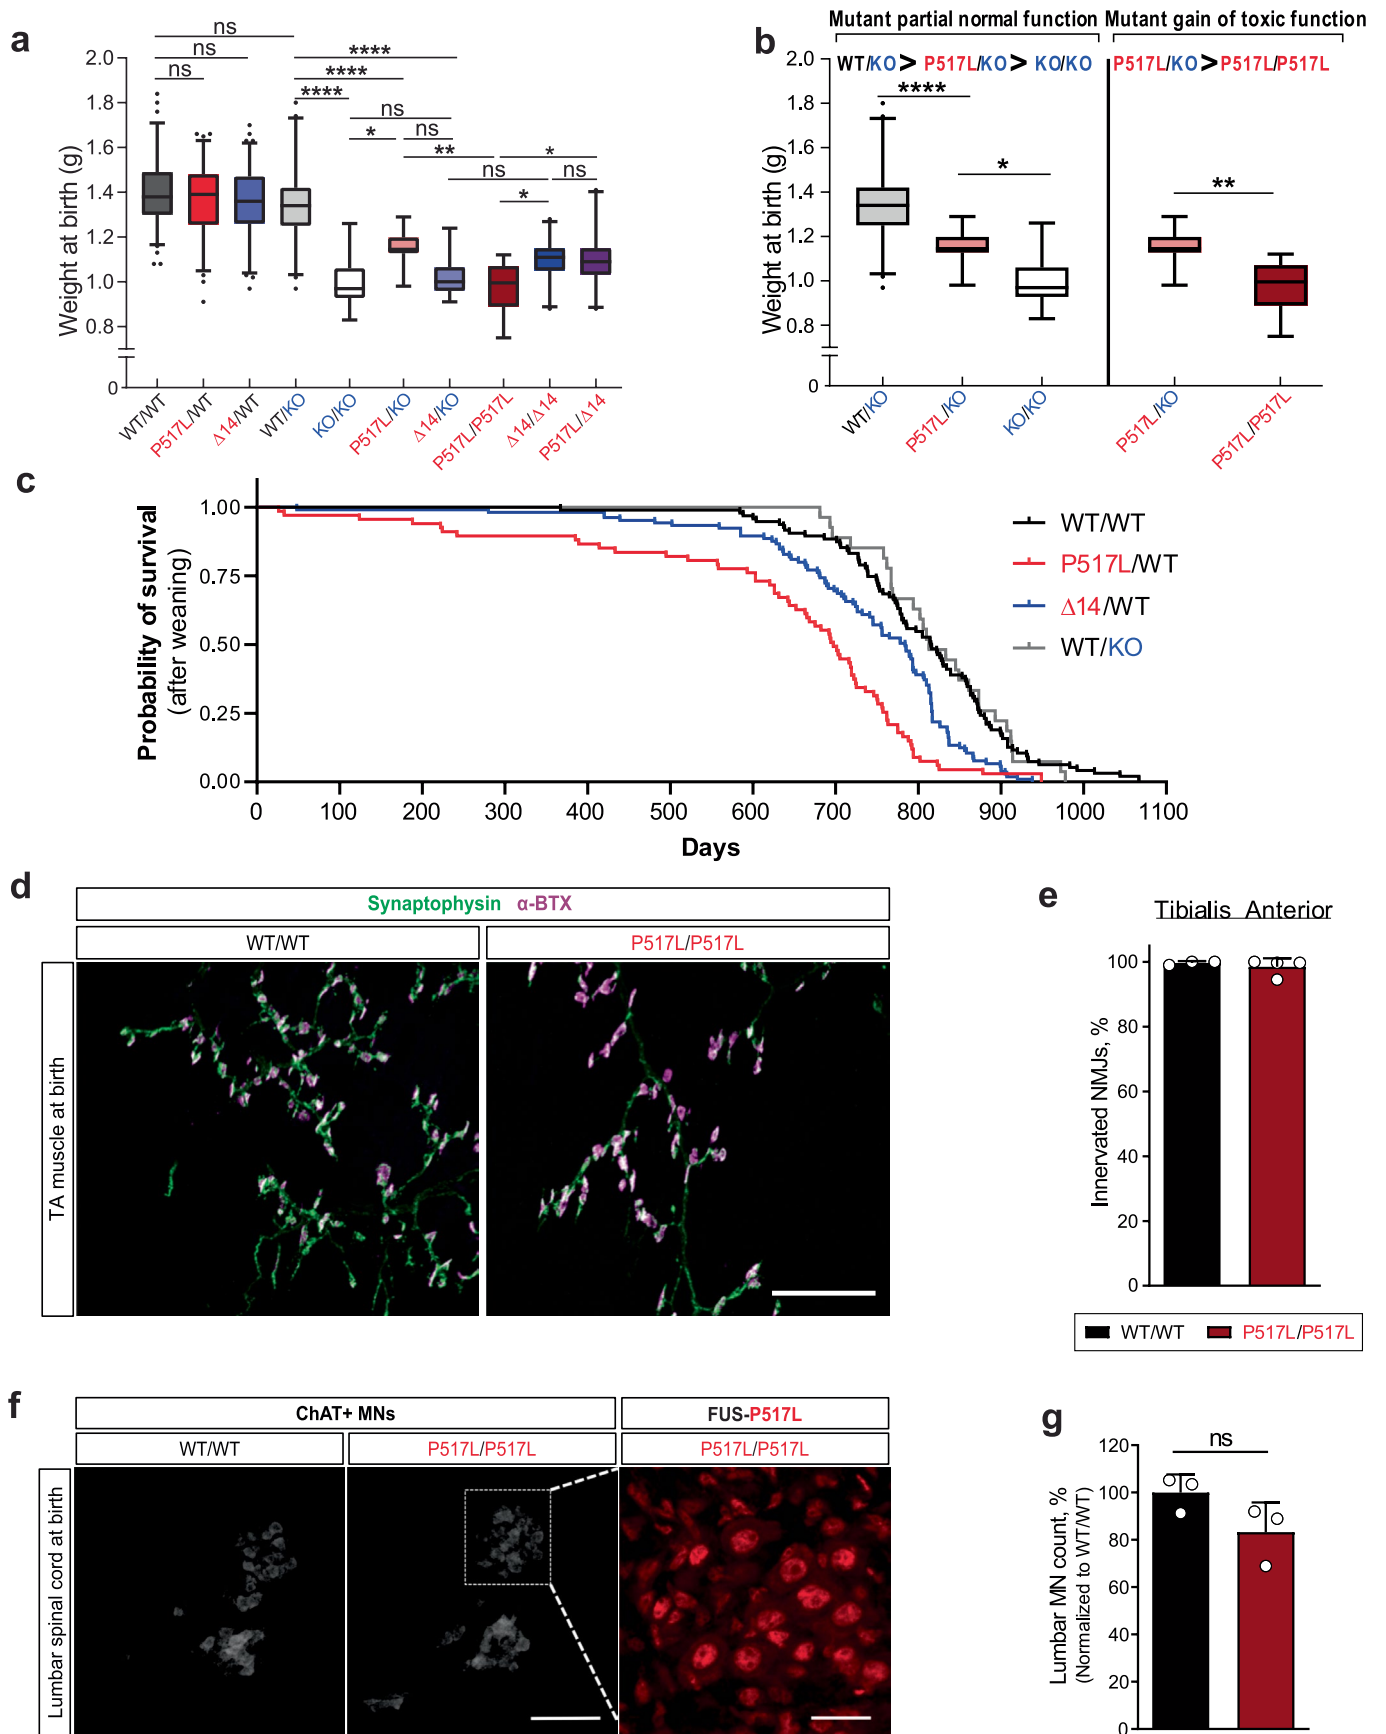 a
Weight at birth (g)
2.0
1.8
1.6
1.4
1.2
1.0
0.8
0
ns
ns
ns
****
****
****
ns
*
ns
**
*
ns
ns
*
WT/WT
P517L/WT
Δ14/WT
WT/KO
KO/KO
P517L/KO
Δ14/KO
P517L/P517L
Δ14/Δ14
P517L/Δ14
b
Mutant partial normal function
Mutant gain of toxic function
WT/KO > P517L/KO > KO/KO
P517L/KO > P517L/P517L
Weight at birth (g)
2.0
1.8
1.6
1.4
1.2
1.0
0.8
0
****
*
**
WT/KO
P517L/KO
KO/KO
P517L/KO
P517L/P517L
c
Probability of survival
(after weaning)
1.00
0.75
0.50
0.25
0.00
0 100 200 300 400 500 600 700 800 900 1000 1100
Days
WT/WT
P517L/WT
Δ14/WT
WT/KO
d
Synaptophysin α-BTX
WT/WT
P517L/P517L
TA muscle at birth
e
Tibialis Anterior
Innervated NMJs, %
100
80
60
40
20
0
WT/WT P517L/P517L
f
ChAT+ MNs
FUS-P517L
WT/WT
P517L/P517L
P517L/P517L
Lumbar spinal cord at birth
g
Lumbar MN count, %
(Normalized to WT/WT)
120
100
80
60
40
20
0
ns